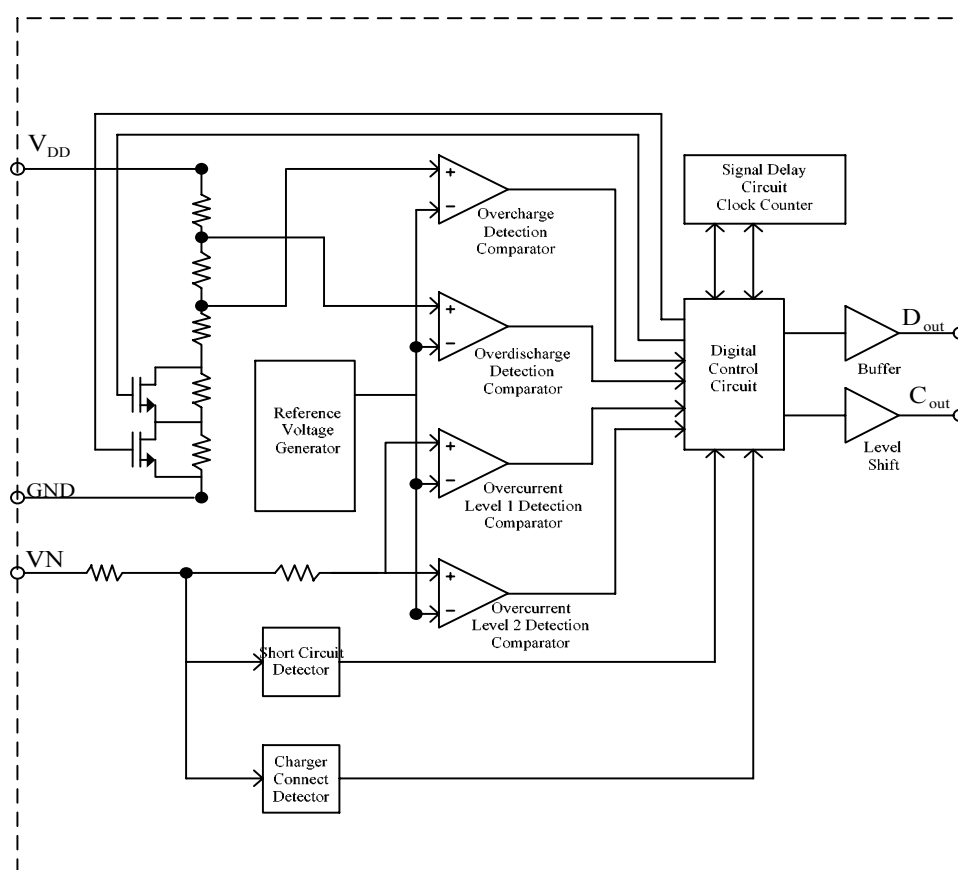 V_DD
GND
VN
Reference
Voltage
Generator
+
−
Overcharge
Detection
Comparator
+
−
Overdischarge
Detection
Comparator
+
−
Overcurrent
Level 1 Detection
Comparator
+
−
Overcurrent
Level 2 Detection
Comparator
Short Circuit
Detector
Charger
Connect
Detector
Signal Delay
Circuit
Clock Counter
Digital
Control
Circuit
Buffer
D_out
Level
Shift
C_out